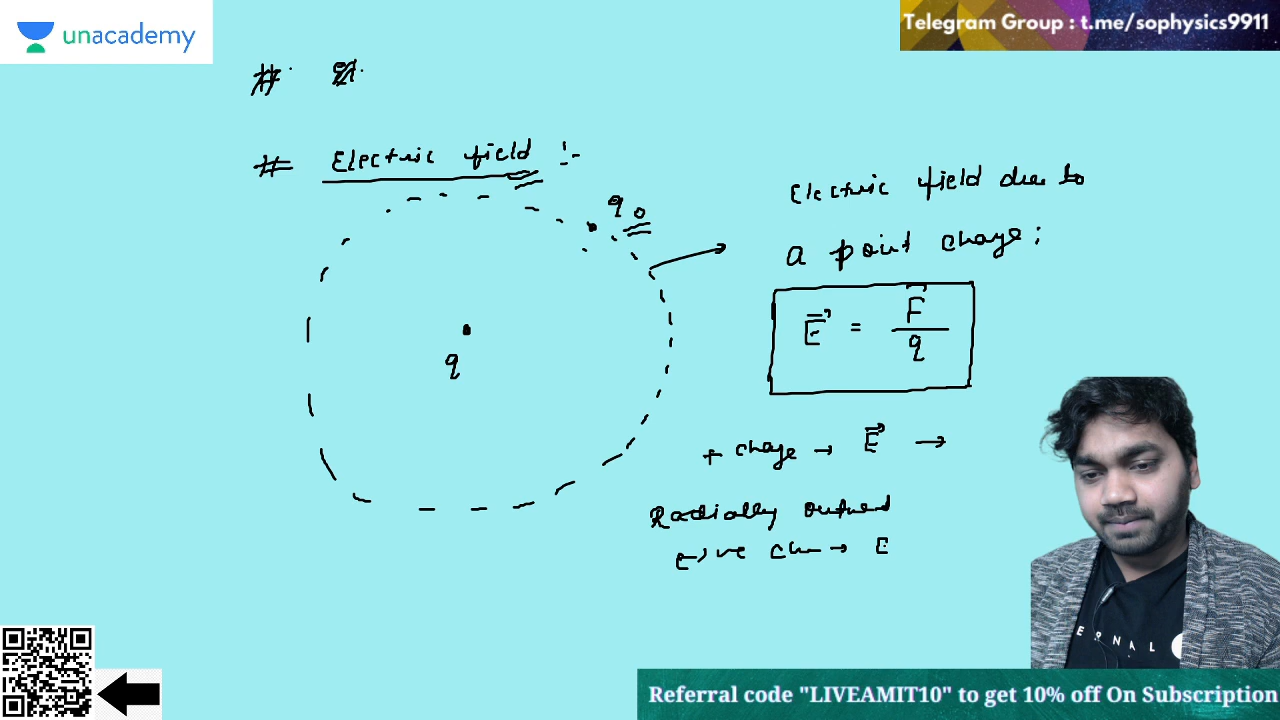 unacademy
Telegram Group : t.me/sophysics9911
#
# Electric field :-
q0
q
Electric field due to
a point charge :
E = F / q
+ charge → E →
Radially outward
(-)ve → E
ERNAL
Referral code "LIVEAMIT10" to get 10% off On Subscription